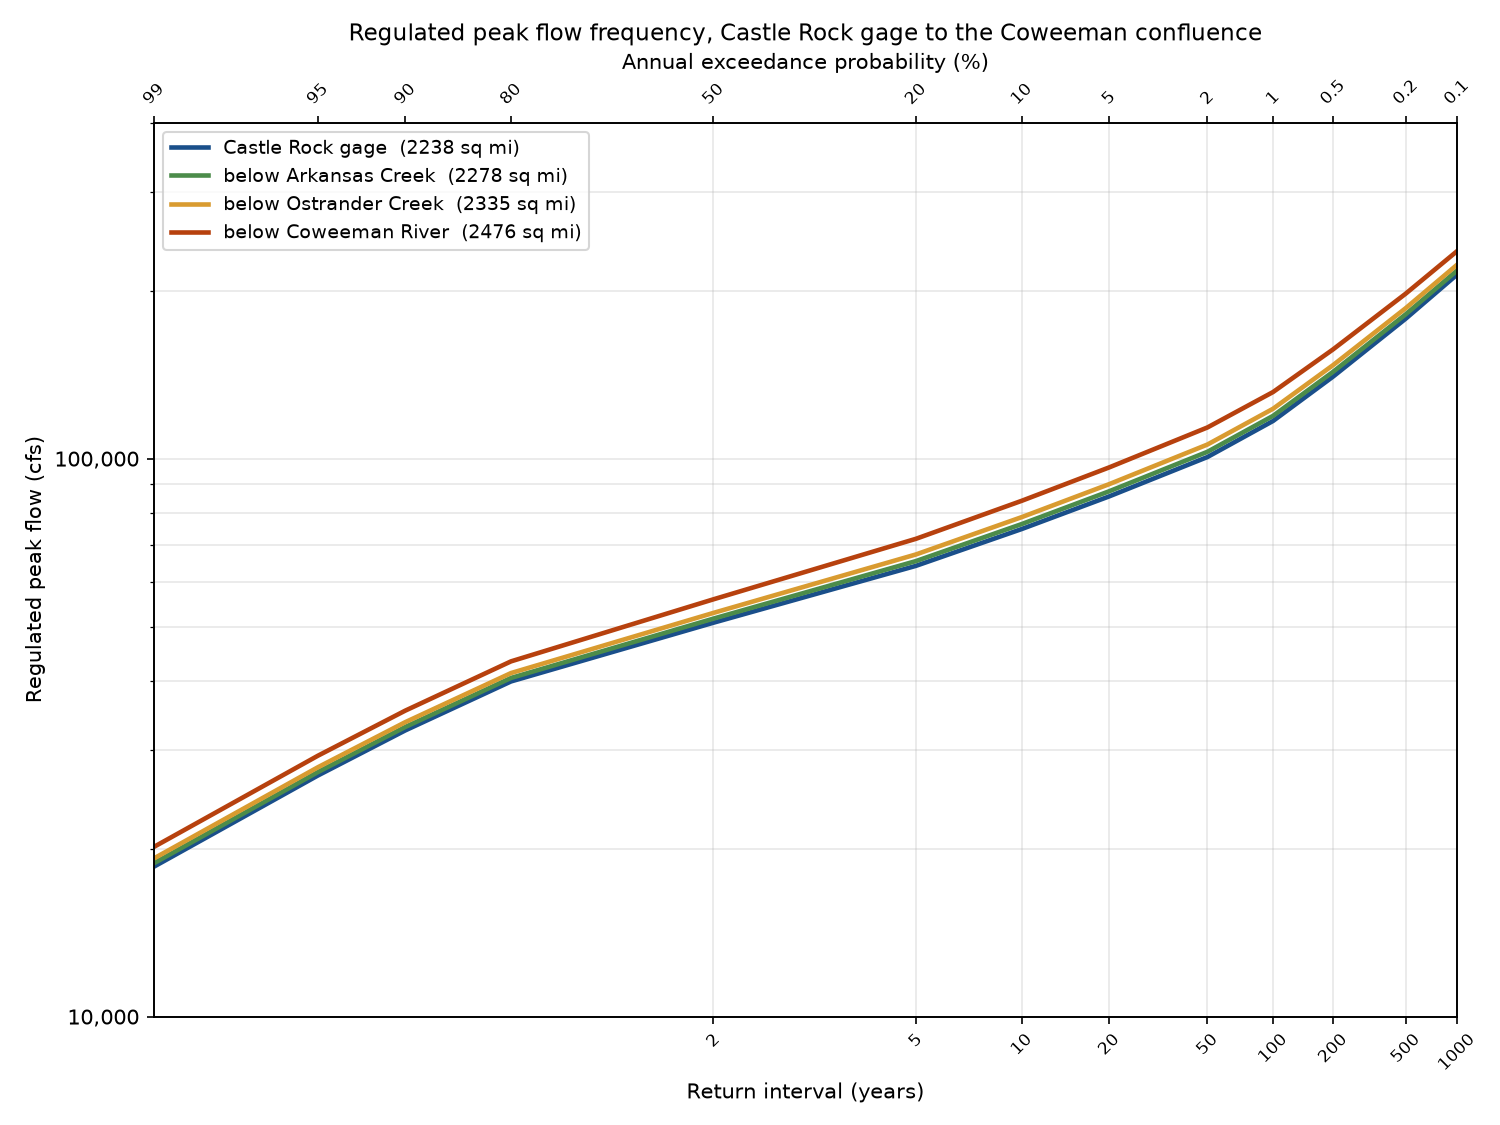 Regulated peak flow frequency, Castle Rock gage to the Coweeman confluence
Annual exceedance probability (%)
99 95 90 80 50 20 10 5 2 1 0.5 0.2 0.1
Castle Rock gage (2238 sq mi)
below Arkansas Creek (2278 sq mi)
below Ostrander Creek (2335 sq mi)
below Coweeman River (2476 sq mi)
Regulated peak flow (cfs)
100,000
10,000
2 5 10 20 50 100 200 500 1000
Return interval (years)